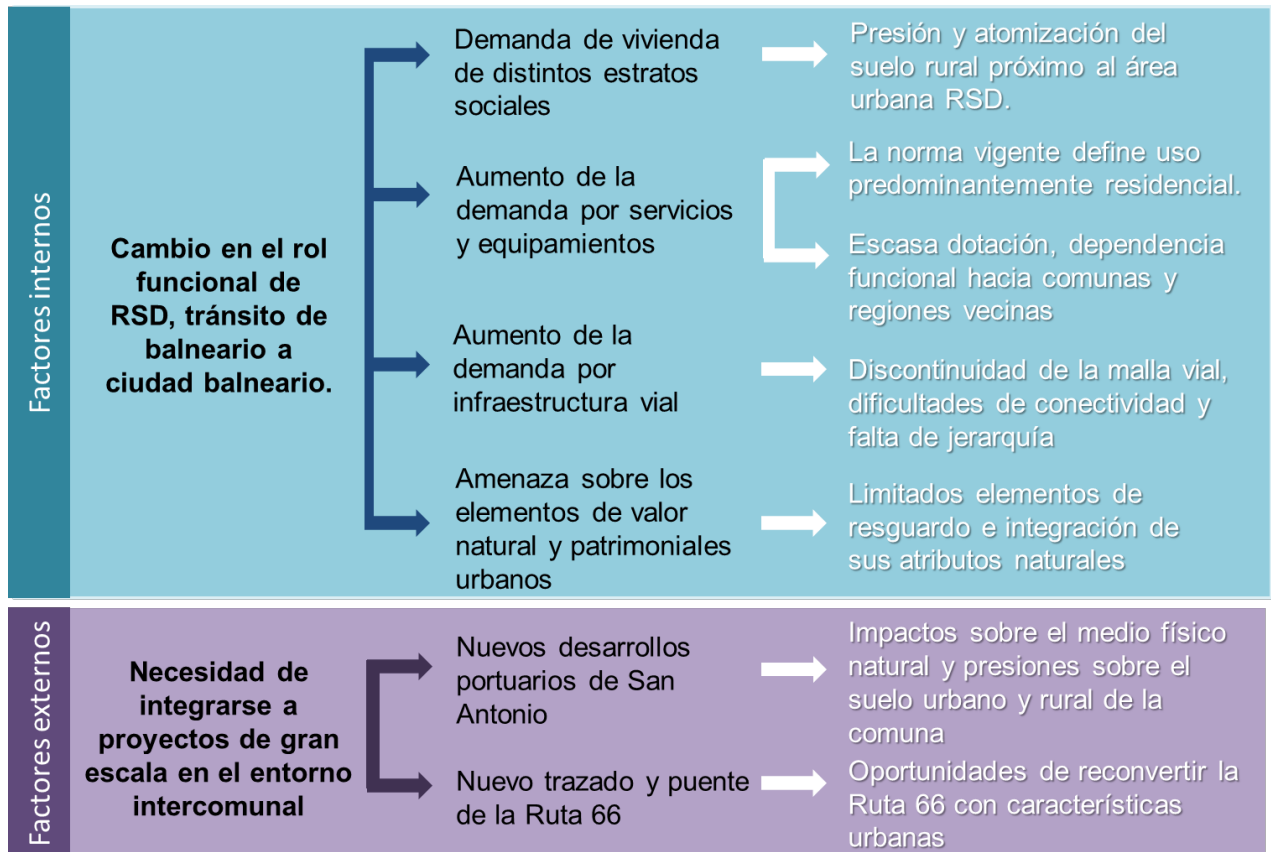 Factores internos
Cambio en el rol
funcional de
RSD, tránsito de
balneario a
ciudad balneario.
Demanda de vivienda
de distintos estratos
sociales
Presión y atomización del
suelo rural próximo al área
urbana RSD.
Aumento de la
demanda por servicios
y equipamientos
La norma vigente define uso
predominantemente residencial.
Escasa dotación, dependencia
funcional hacia comunas y
regiones vecinas
Aumento de la
demanda por
infraestructura vial
Discontinuidad de la malla vial,
dificultades de conectividad y
falta de jerarquía
Amenaza sobre los
elementos de valor
natural y patrimoniales
urbanos
Limitados elementos de
resguardo e integración de
sus atributos naturales
Factores externos
Necesidad de
integrarse a
proyectos de gran
escala en el entorno
intercomunal
Nuevos desarrollos
portuarios de San
Antonio
Impactos sobre el medio físico
natural y presiones sobre el
suelo urbano y rural de la
comuna
Nuevo trazado y puente
de la Ruta 66
Oportunidades de reconvertir la
Ruta 66 con características
urbanas